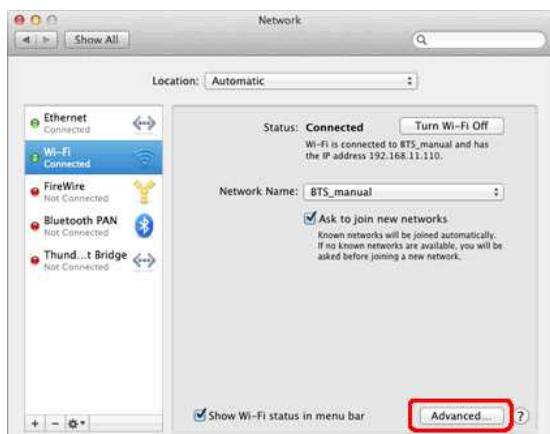 Network
Show All
Location: Automatic
Ethernet
Connected
Wi-Fi
Connected
FireWire
Not Connected
Bluetooth PAN
Not Connected
Thund...t Bridge
Not Connected
Status: Connected
Turn Wi-Fi Off
Wi-Fi is connected to BTS_manual and has
the IP address 192.168.11.110.
Network Name: BTS_manual
Ask to join new networks
Known networks will be joined automatically.
If no known networks are available, you will be
asked before joining a new network.
Show Wi-Fi status in menu bar
Advanced...
?